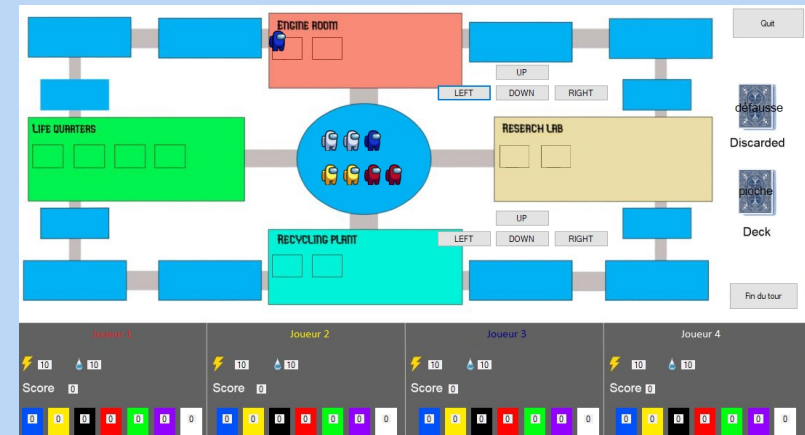 ENGINE ROOM
Quit
UP
LEFT DOWN RIGHT
défausse
Discarded
LIFE QUARTERS
RESERCH LAB
pioche
Deck
UP
LEFT DOWN RIGHT
RECYCLING PLANT
Fin du tour
Joueur 1
10 10
Score 0
0 0 0 0 0 0 0
Joueur 2
10 10
Score 0
0 0 0 0 0 0 0
Joueur 3
10 10
Score 0
0 0 0 0 0 0 0
Joueur 4
10 10
Score 0
0 0 0 0 0 0 0